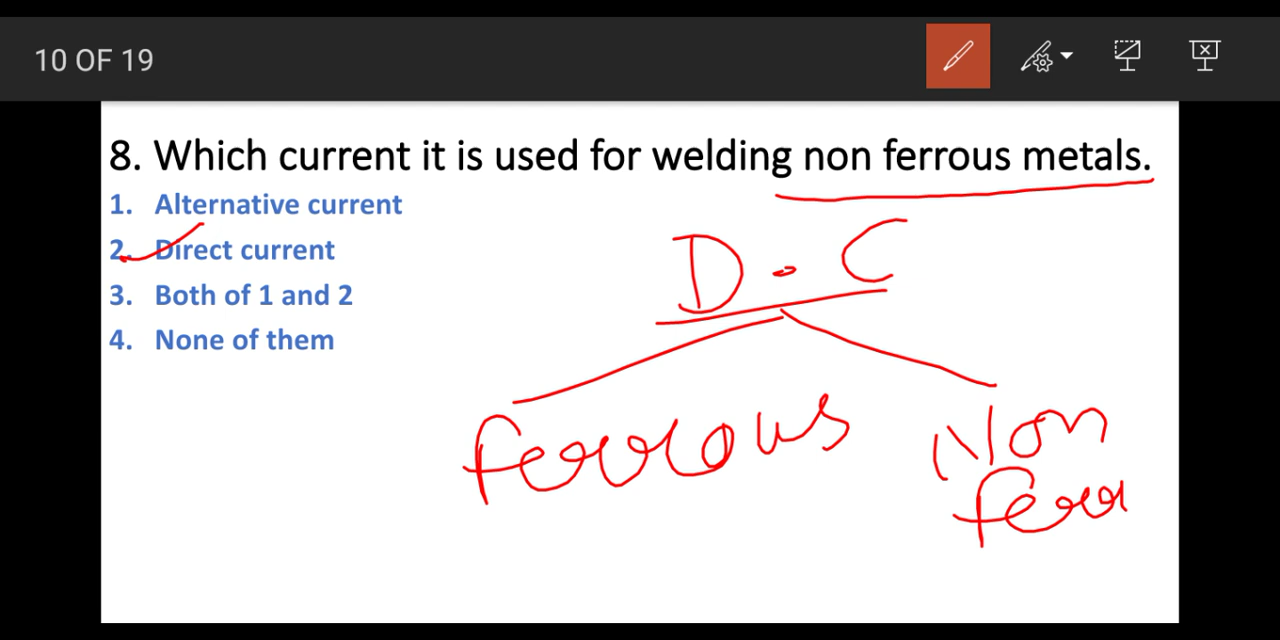 10 OF 19
8. Which current it is used for welding non ferrous metals.
1. Alternative current
2. Direct current
3. Both of 1 and 2
4. None of them
D.C
ferrous
Non
ferr